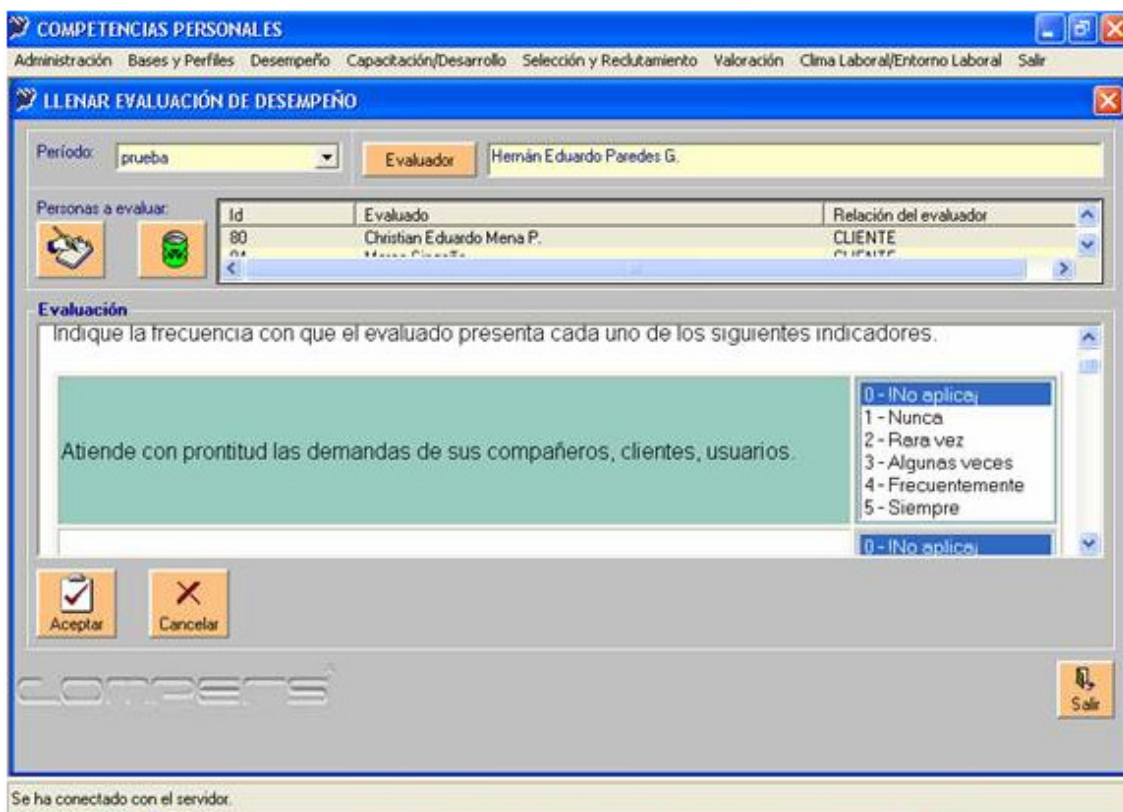 COMPETENCIAS PERSONALES
Administración Bases y Perfiles Desempeño Capacitación/Desarrollo Selección y Reclutamiento Valoración Clima Laboral/Entorno Laboral Salir
LLENAR EVALUACIÓN DE DESEMPEÑO
Período: prueba Evaluador Hernán Eduardo Paredes G.
Personas a evaluar:
Id Evaluado Relación del evaluador
80 Christian Eduardo Mena P. CLIENTE
CLIENTE
Evaluación
Indique la frecuencia con que el evaluado presenta cada uno de los siguientes indicadores.
Atiende con prontitud las demandas de sus compañeros, clientes, usuarios.
0 - !No aplica¡
1 - Nunca
2 - Rara vez
3 - Algunas veces
4 - Frecuentemente
5 - Siempre
0 - !No aplica¡
Aceptar Cancelar
COMPERS
Salir
Se ha conectado con el servidor.